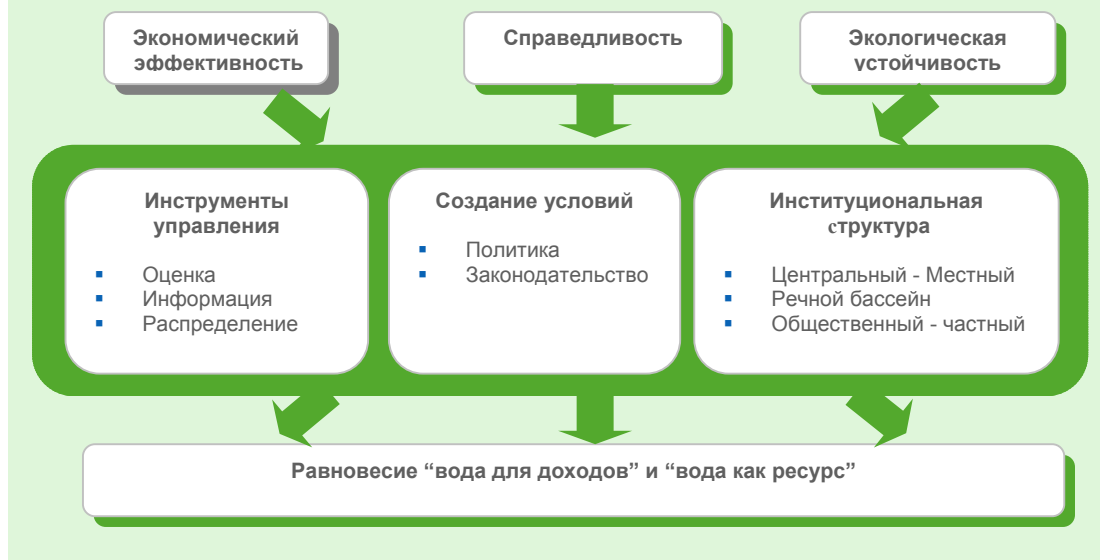 Экономический
эффективность
Справедливость
Экологическая
устойчивость
Инструменты
управления
▪ Оценка
▪ Информация
▪ Распределение
Создание условий
▪ Политика
▪ Законодательство
Институциональная
структура
▪ Центральный - Местный
▪ Речной бассейн
▪ Общественный - частный
Равновесие “вода для доходов” и “вода как ресурс”